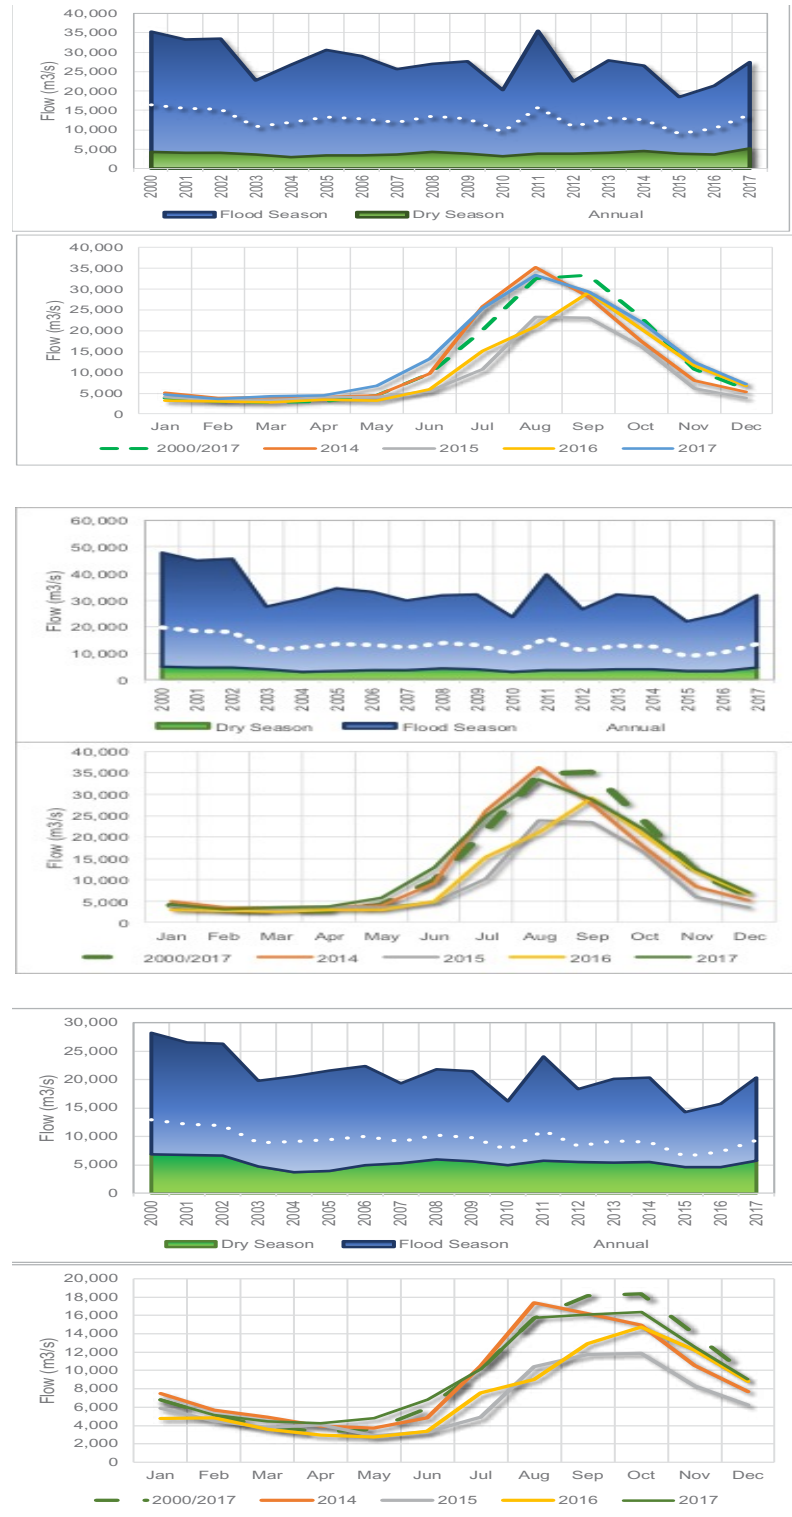 40,000
35,000
30,000
25,000
20,000
15,000
10,000
5,000
0
Flow (m3/s)
2000 2001 2002 2003 2004 2005 2006 2007 2008 2009 2010 2011 2012 2013 2014 2015 2016 2017
Flood Season Dry Season Annual
40,000
35,000
30,000
25,000
20,000
15,000
10,000
5,000
0
Flow (m3/s)
Jan Feb Mar Apr May Jun Jul Aug Sep Oct Nov Dec
2000/2017 2014 2015 2016 2017
60,000
50,000
40,000
30,000
20,000
10,000
0
Flow (m3/s)
2000 2001 2002 2003 2004 2005 2006 2007 2008 2009 2010 2011 2012 2013 2014 2015 2016 2017
Dry Season Flood Season Annual
40,000
35,000
30,000
25,000
20,000
15,000
10,000
5,000
0
Flow (m3/s)
Jan Feb Mar Apr May Jun Jul Aug Sep Oct Nov Dec
2000/2017 2014 2015 2016 2017
30,000
25,000
20,000
15,000
10,000
5,000
0
Flow (m3/s)
2000 2001 2002 2003 2004 2005 2006 2007 2008 2009 2010 2011 2012 2013 2014 2015 2016 2017
Dry Season Flood Season Annual
20,000
18,000
16,000
14,000
12,000
10,000
8,000
6,000
4,000
2,000
0
Flow (m3/s)
Jan Feb Mar Apr May Jun Jul Aug Sep Oct Nov Dec
2000/2017 2014 2015 2016 2017